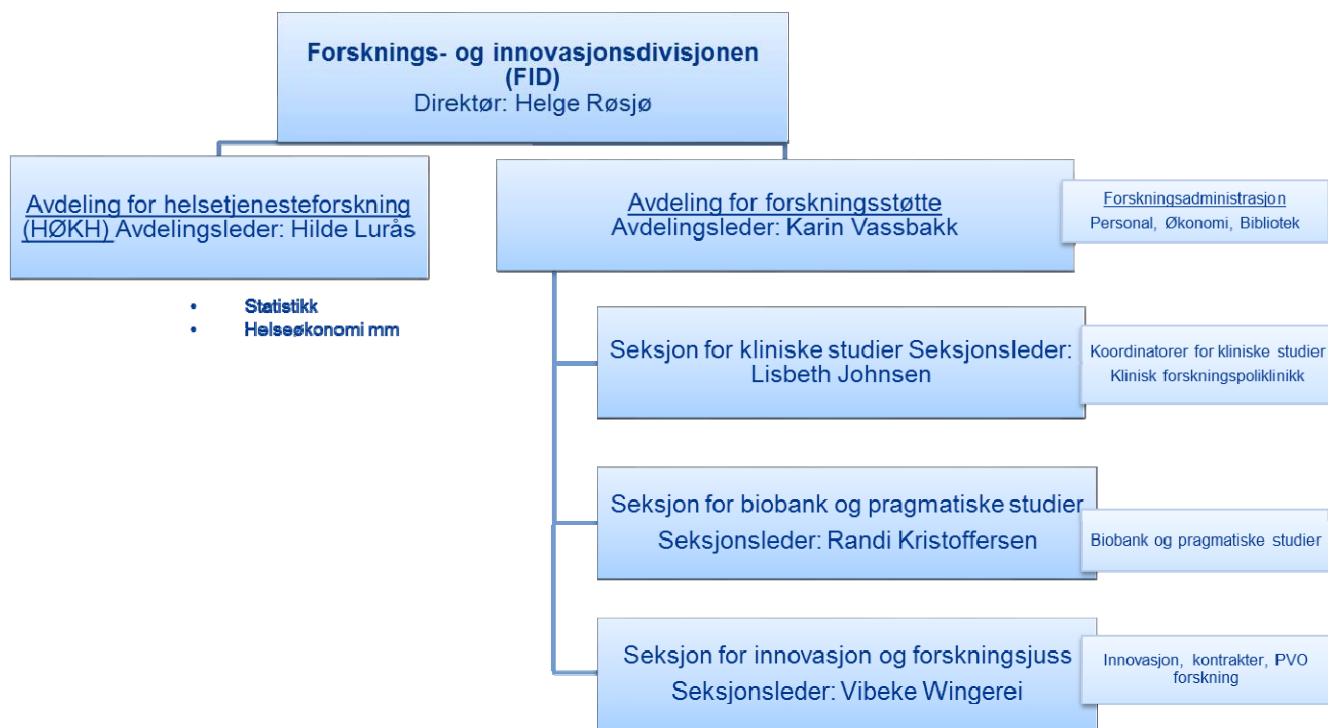 Forsknings- og innovasjonsdivisjonen
(FID)
Direktør: Helge Røsjø
Avdeling for helsetjenesteforskning
(HØKH) Avdelingsleder: Hilde Lurås
• Statistikk
• Helseøkonomi mm
Avdeling for forskningsstøtte
Avdelingsleder: Karin Vassbakk
Forskningsadministrasjon
Personal, Økonomi, Bibliotek
Seksjon for kliniske studier Seksjonsleder:
Lisbeth Johnsen
Koordinatorer for kliniske studier
Klinisk forskningspoliklinikk
Seksjon for biobank og pragmatiske studier
Seksjonsleder: Randi Kristoffersen
Biobank og pragmatiske studier
Seksjon for innovasjon og forskningsjuss
Seksjonsleder: Vibeke Wingerei
Innovasjon, kontrakter, PVO
forskning